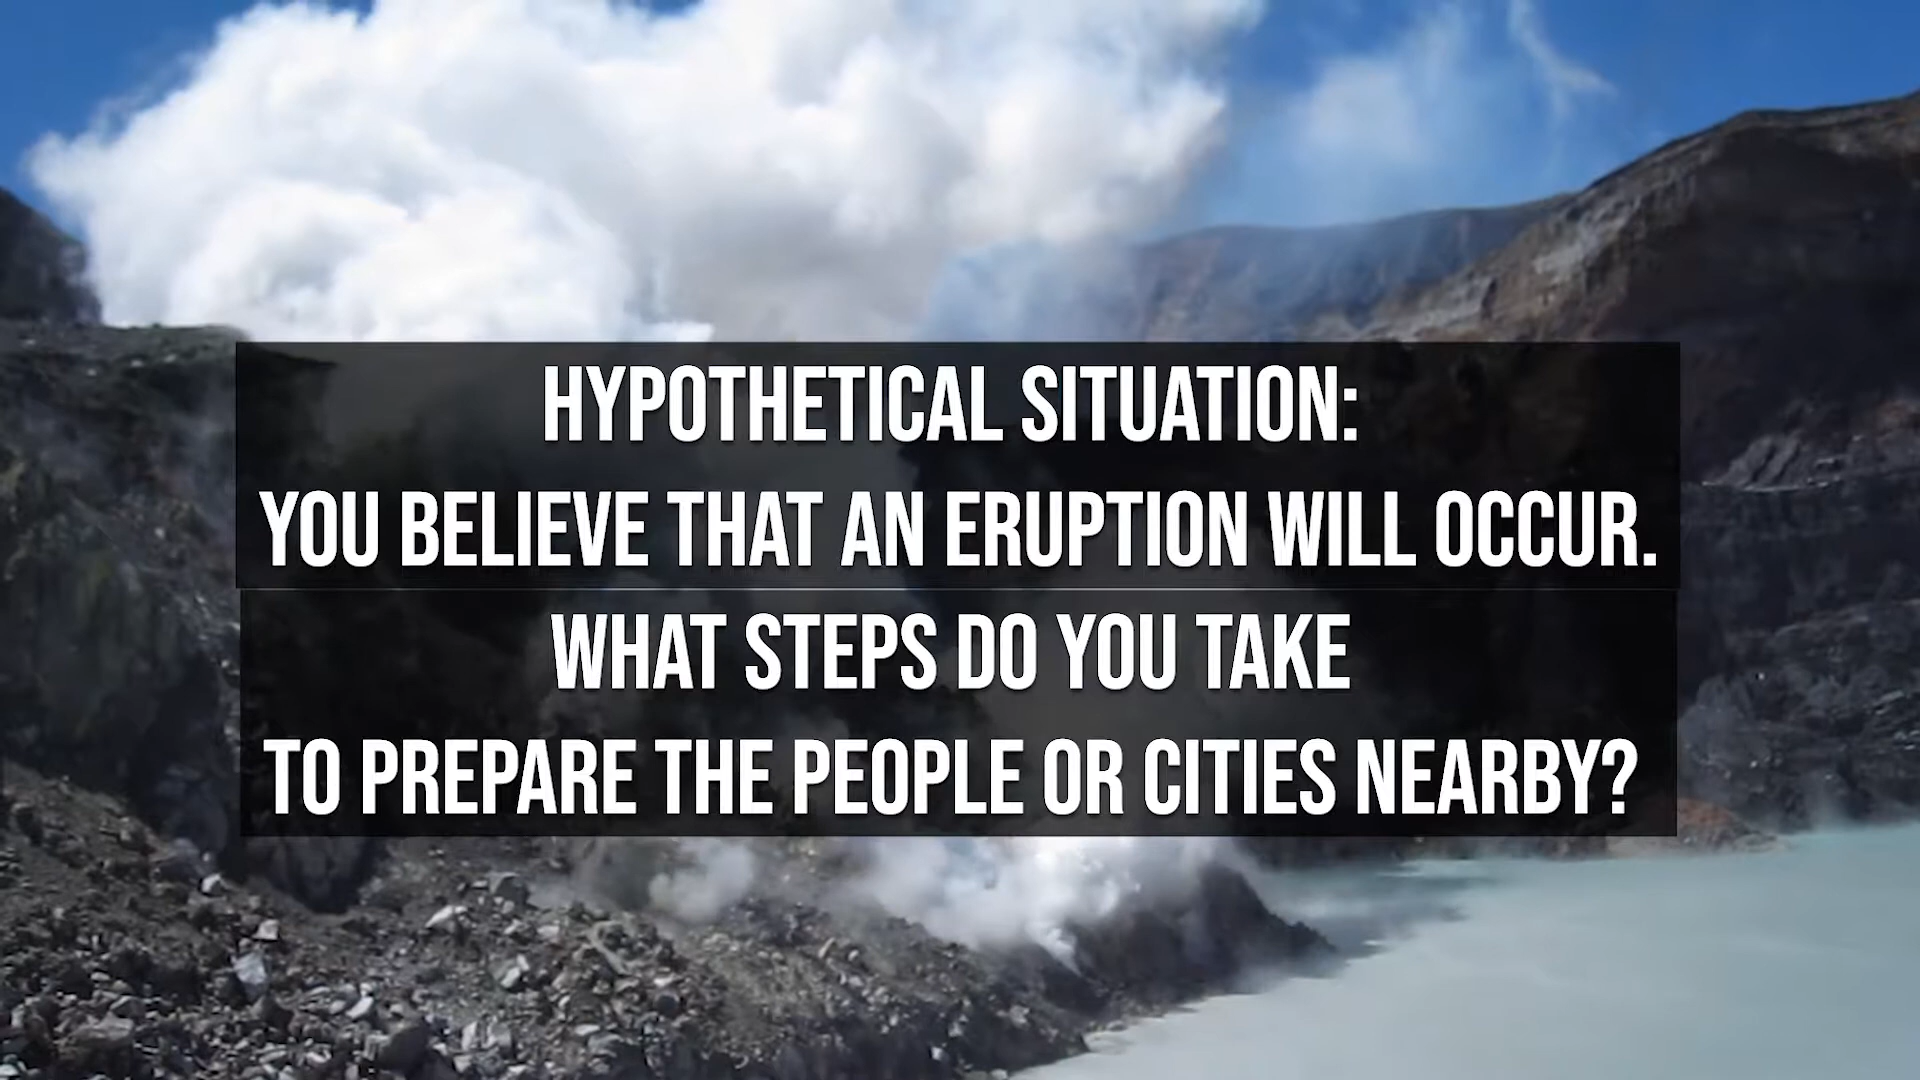 HYPOTHETICAL SITUATION:
YOU BELIEVE THAT AN ERUPTION WILL OCCUR.
WHAT STEPS DO YOU TAKE
TO PREPARE THE PEOPLE OR CITIES NEARBY?